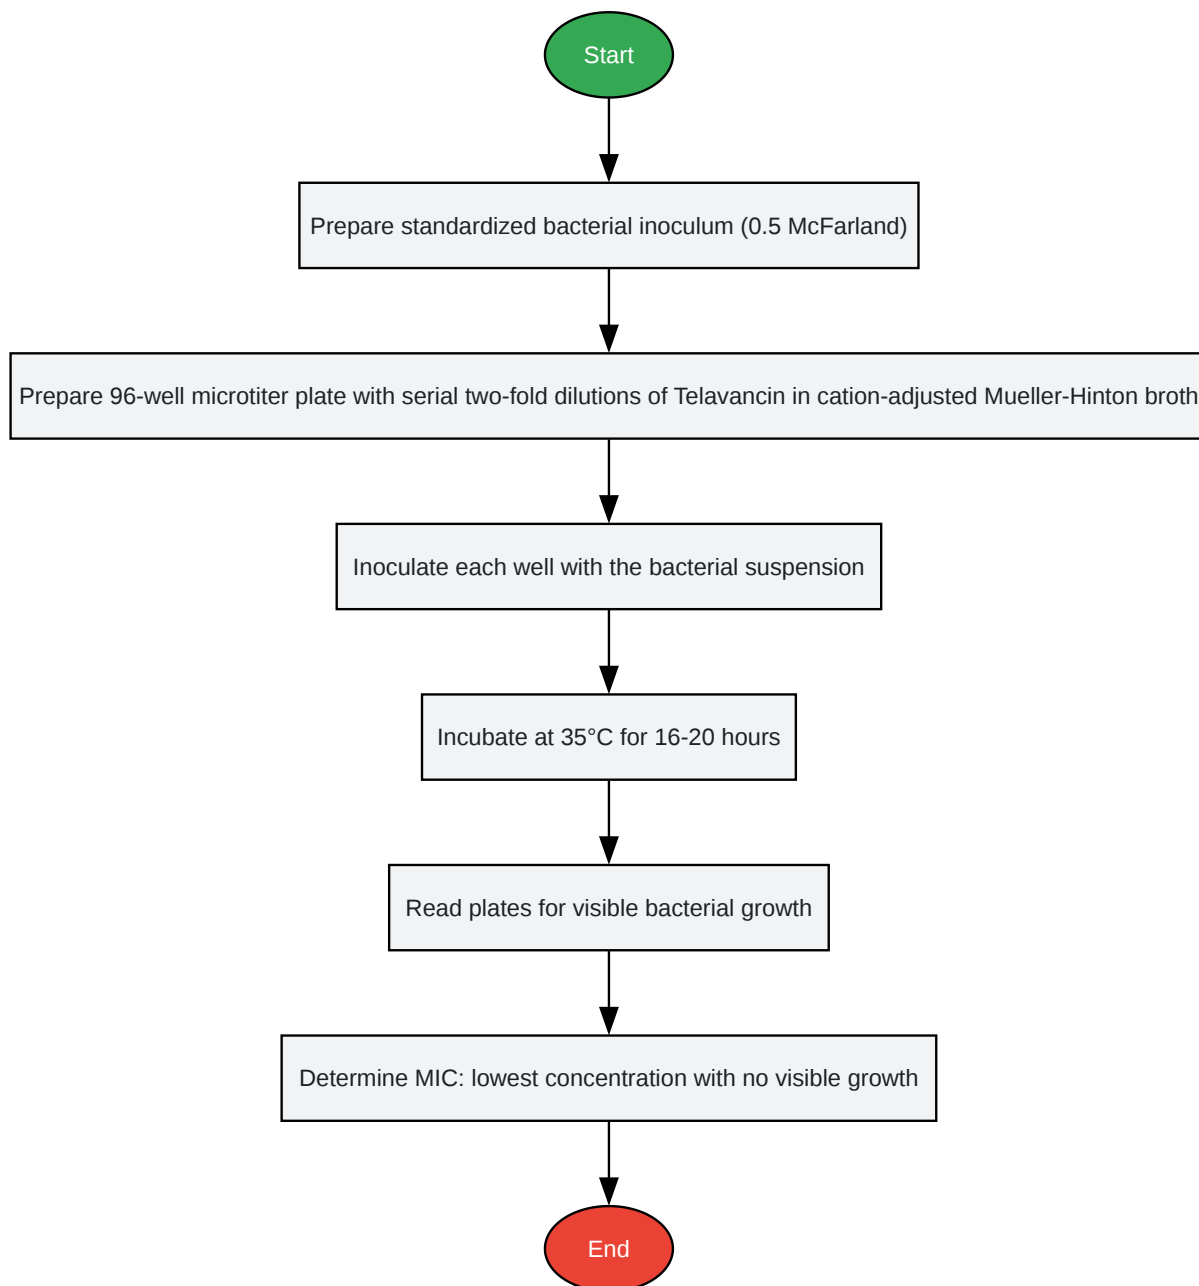 Start
Prepare standardized bacterial inoculum (0.5 McFarland)
Prepare 96-well microtiter plate with serial two-fold dilutions of Telavancin in cation-adjusted Mueller-Hinton broth
Inoculate each well with the bacterial suspension
Incubate at 35°C for 16-20 hours
Read plates for visible bacterial growth
Determine MIC: lowest concentration with no visible growth
End